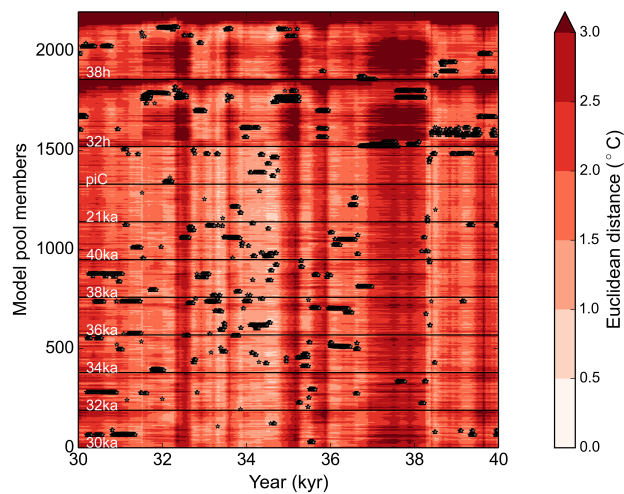 3.0
2000
2.5
38h
2.0
1500
32h
piC
1.5
21ka
1000
40ka
1.0
38ka
36ka
500
0.5
34ka
32ka
0
30ka
0.0
30 32 34 36 38 40
Year (kyr)
Model pool members
Euclidean distance (°C)